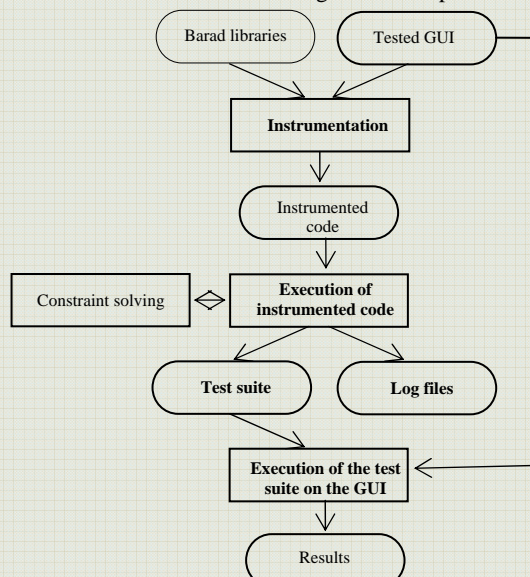 Barad libraries
Tested GUI
Instrumentation
Instrumented
code
Constraint solving
Execution of
instrumented code
Test suite
Log files
Execution of the test
suite on the GUI
Results